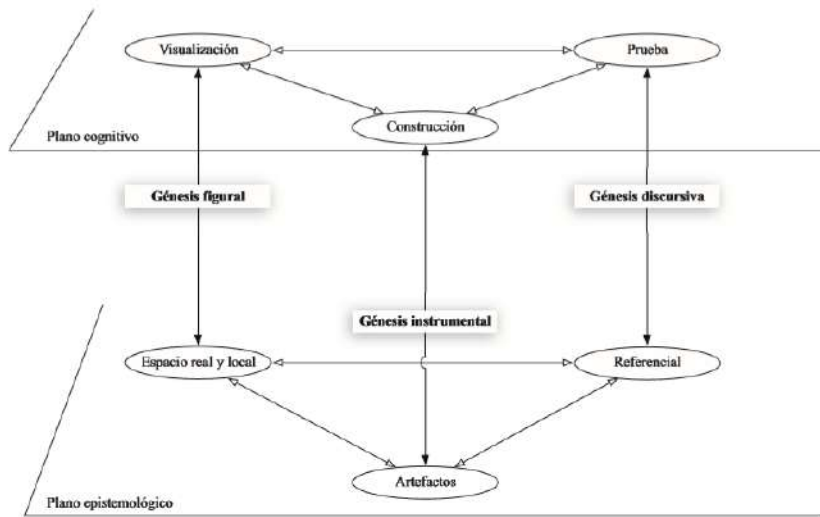 Visualización
Prueba
Construcción
Plano cognitivo
Génesis figural
Génesis discursiva
Génesis instrumental
Espacio real y local
Referencial
Artefactos
Plano epistemológico